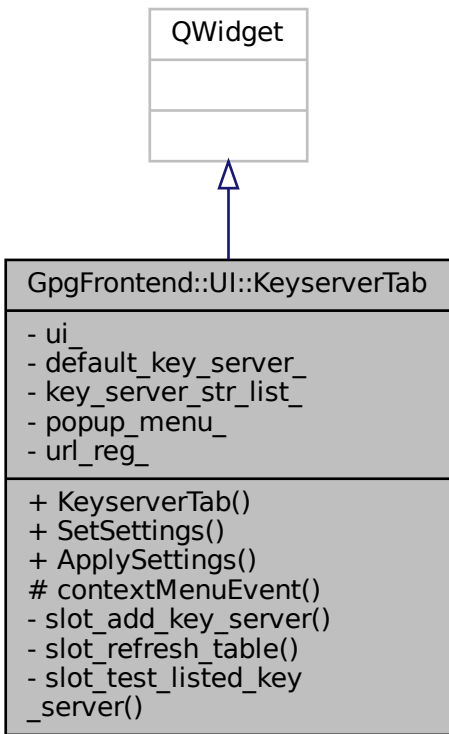 QWidget
GpgFrontend::UI::KeyserverTab
- ui_
- default_key_server_
- key_server_str_list_
- popup_menu_
- url_reg_
+ KeyserverTab()
+ SetSettings()
+ ApplySettings()
# contextMenuEvent()
- slot_add_key_server()
- slot_refresh_table()
- slot_test_listed_key
_server()